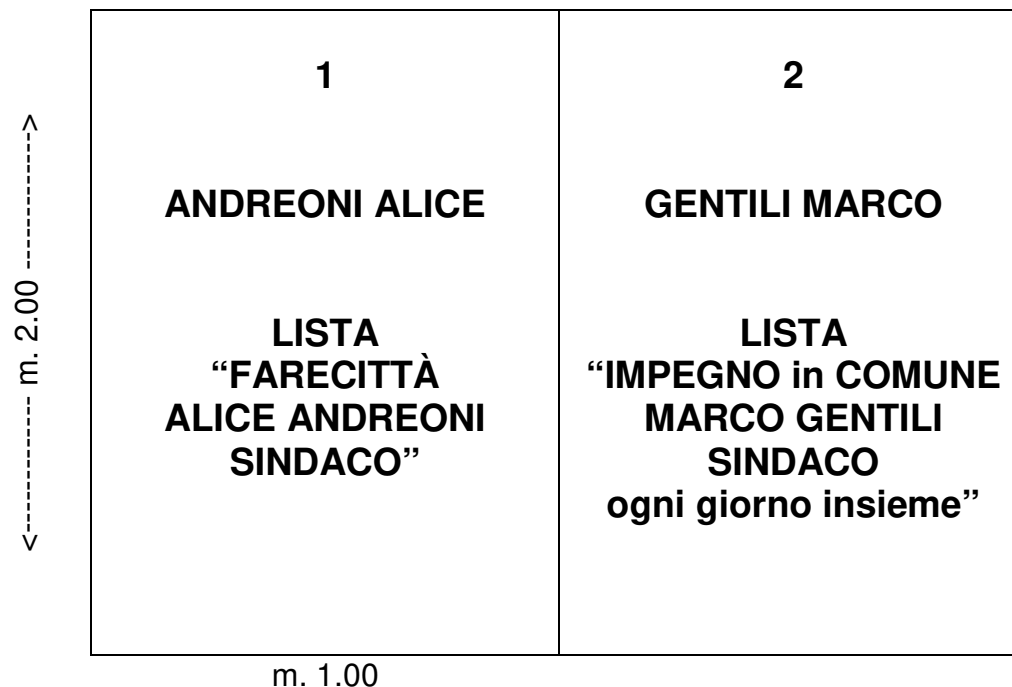 1
ANDREONI ALICE
LISTA
“FARECITTÀ
ALICE ANDREONI
SINDACO”
2
GENTILI MARCO
LISTA
“IMPEGNO in COMUNE
MARCO GENTILI
SINDACO
ogni giorno insieme”
<---------- m. 2.00 --------------->
m. 1.00